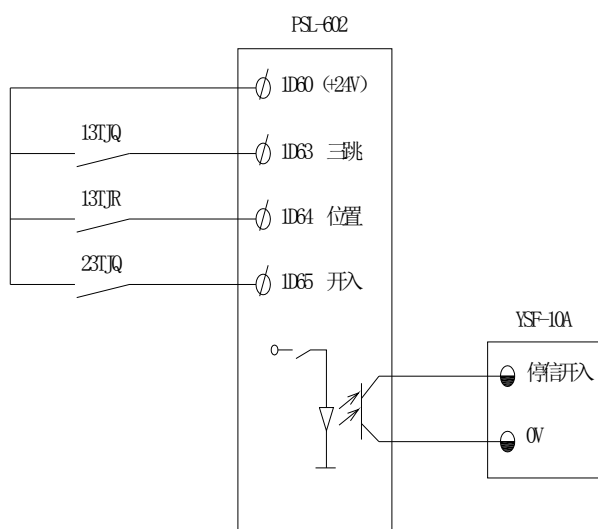 PSL-602
1D60 (+24V)
13TJQ
1D63 三跳
13TJR
1D64 位置
23TJQ
1D65 开入
YSF-10A
停信开入
0V